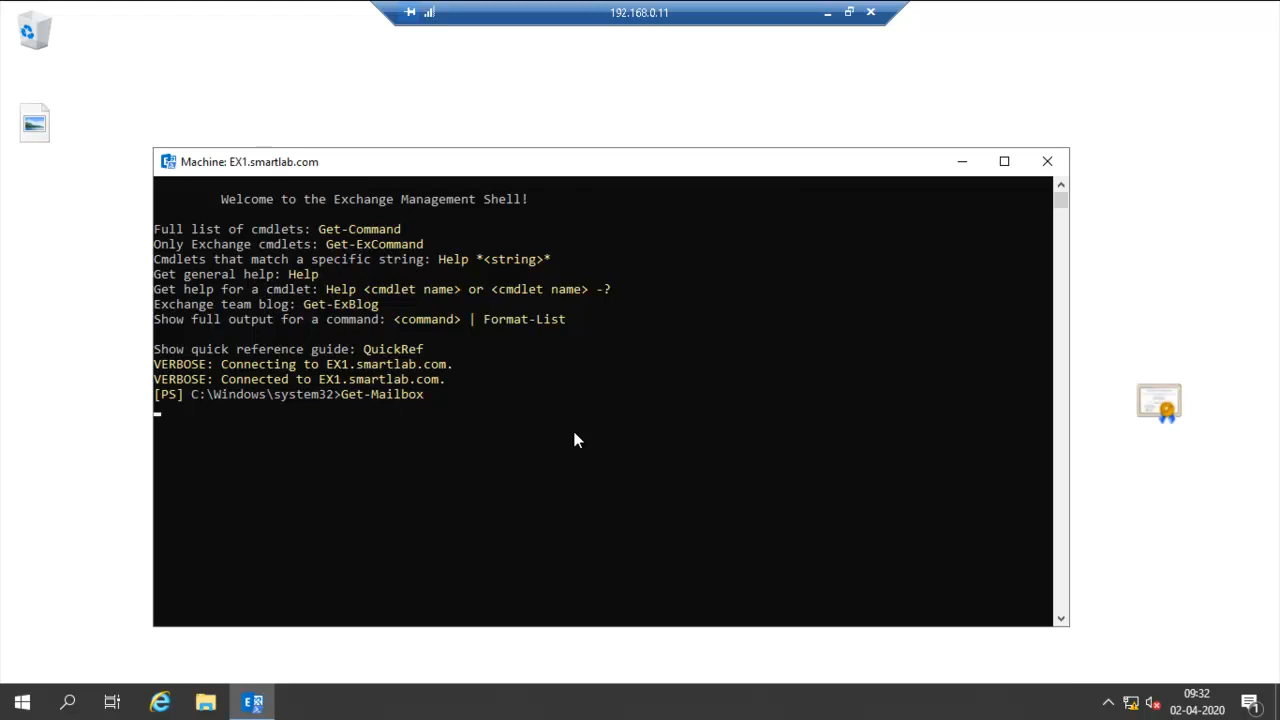 192.168.0.11
Machine: EX1.smartlab.com
Welcome to the Exchange Management Shell!
Full list of cmdlets: Get-Command
Only Exchange cmdlets: Get-ExCommand
Cmdlets that match a specific string: Help *<string>*
Get general help: Help
Get help for a cmdlet: Help <cmdlet name> or <cmdlet name> -?
Exchange team blog: Get-ExBlog
Show full output for a command: <command> | Format-List
Show quick reference guide: QuickRef
VERBOSE: Connecting to EX1.smartlab.com.
VERBOSE: Connected to EX1.smartlab.com.
[PS] C:\Windows\system32>Get-Mailbox
09:32
02-04-2020
1